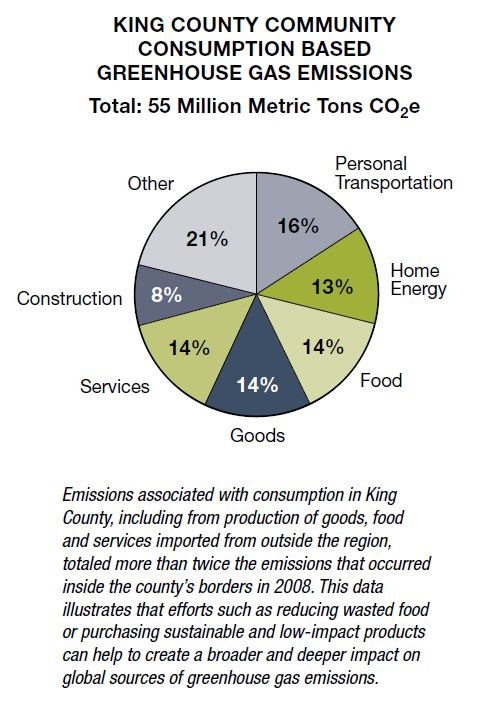 KING COUNTY COMMUNITY
CONSUMPTION BASED
GREENHOUSE GAS EMISSIONS
Total: 55 Million Metric Tons CO₂e
Personal
Transportation
Other
16%
21%
Home
Energy
13%
Construction
8%
14%
14%
Food
Services
14%
Goods
Emissions associated with consumption in King
County, including from production of goods, food
and services imported from outside the region,
totaled more than twice the emissions that occurred
inside the county's borders in 2008. This data
illustrates that efforts such as reducing wasted food
or purchasing sustainable and low-impact products
can help to create a broader and deeper impact on
global sources of greenhouse gas emissions.